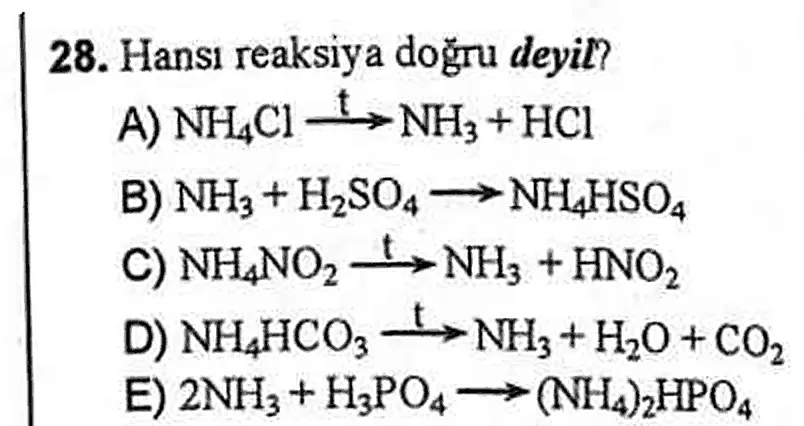 28. Hansı reaksiya doğru deyil?
A) NH₄Cl —t→ NH₃ + HCl
B) NH₃ + H₂SO₄ ⟶ NH₄HSO₄
C) NH₄NO₂ —t→ NH₃ + HNO₂
D) NH₄HCO₃ —t→ NH₃ + H₂O + CO₂
E) 2NH₃ + H₃PO₄ ⟶ (NH₄)₂HPO₄